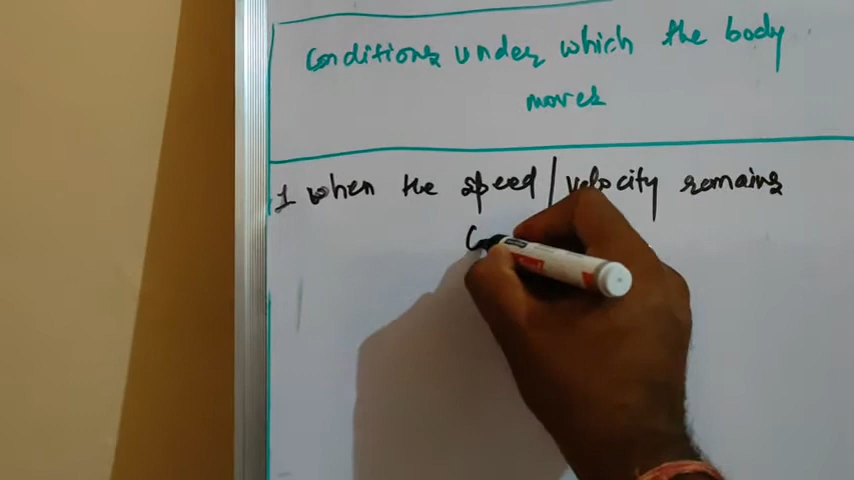 Conditions under which the body
moves
1 when the speed / velocity remains
C